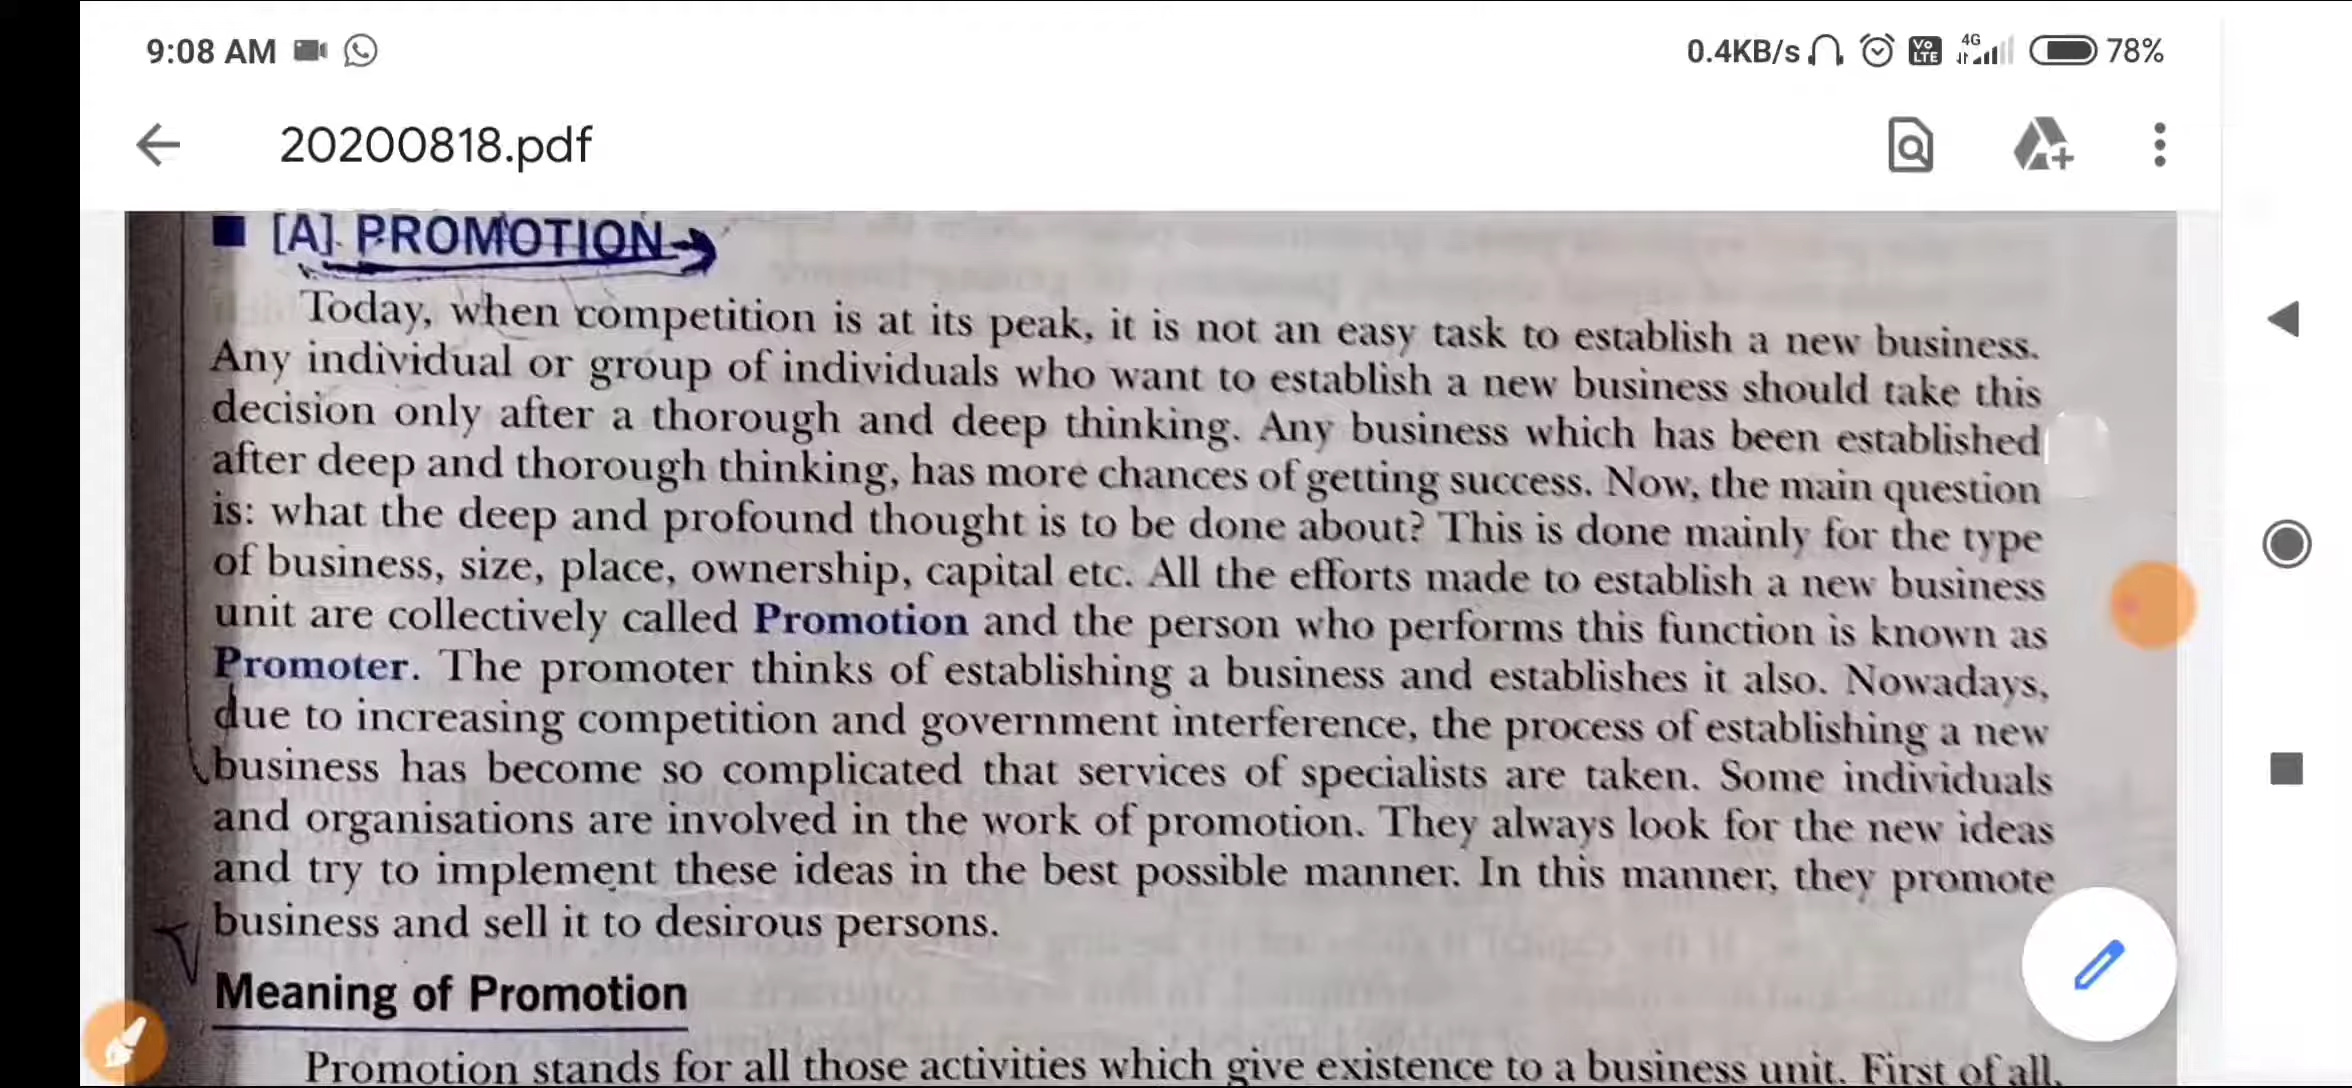 9:08 AM
0.4KB/s Vo LTE 4G 78%
20200818.pdf
[A] PROMOTION
Today, when competition is at its peak, it is not an easy task to establish a new business.
Any individual or group of individuals who want to establish a new business should take this
decision only after a thorough and deep thinking. Any business which has been established
after deep and thorough thinking, has more chances of getting success. Now, the main question
is: what the deep and profound thought is to be done about? This is done mainly for the type
of business, size, place, ownership, capital etc. All the efforts made to establish a new business
unit are collectively called Promotion and the person who performs this function is known as
Promoter. The promoter thinks of establishing a business and establishes it also. Nowadays,
due to increasing competition and government interference, the process of establishing a new
business has become so complicated that services of specialists are taken. Some individuals
and organisations are involved in the work of promotion. They always look for the new ideas
and try to implement these ideas in the best possible manner. In this manner, they promote
business and sell it to desirous persons.
Meaning of Promotion
Promotion stands for all those activities which give existence to a business unit. First of all,